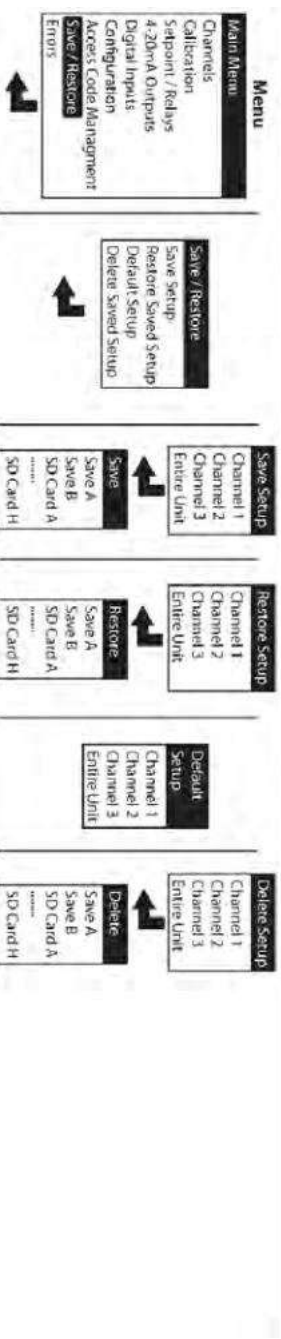 Menu
Main Menu
Channels
Calibration
Setpoint / Relays
4-20mA Outputs
Digital Inputs
Configuration
Access Code Managment
Save / Restore
Errors
Save / Restore
Save Setup
Restore Saved Setup
Default Setup
Delete Saved Setup
Save Setup
Channel 1
Channel 2
Channel 3
Entire Unit
Save
Save A
Save B
SD Card A
.......
SD Card H
Restore Setup
Channel 1
Channel 2
Channel 3
Entire Unit
Restore
Save A
Save B
SD Card A
.......
SD Card H
Default
Setup
Channel 1
Channel 2
Channel 3
Entire Unit
Delete Setup
Channel 1
Channel 2
Channel 3
Entire Unit
Delete
Save A
Save B
SD Card A
.......
SD Card H